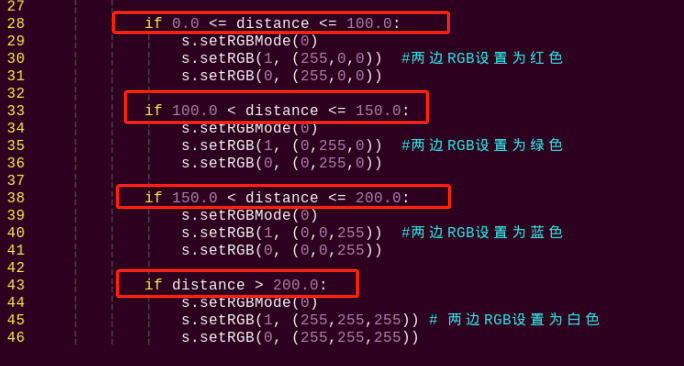 27
28 if 0.0 <= distance <= 100.0:
29 s.setRGBMode(0)
30 s.setRGB(1, (255,0,0)) #两边RGB设置为红色
31 s.setRGB(0, (255,0,0))
32
33 if 100.0 < distance <= 150.0:
34 s.setRGBMode(0)
35 s.setRGB(1, (0,255,0)) #两边RGB设置为绿色
36 s.setRGB(0, (0,255,0))
37
38 if 150.0 < distance <= 200.0:
39 s.setRGBMode(0)
40 s.setRGB(1, (0,0,255)) #两边RGB设置为蓝色
41 s.setRGB(0, (0,0,255))
42
43 if distance > 200.0:
44 s.setRGBMode(0)
45 s.setRGB(1, (255,255,255)) # 两边RGB设置为白色
46 s.setRGB(0, (255,255,255))